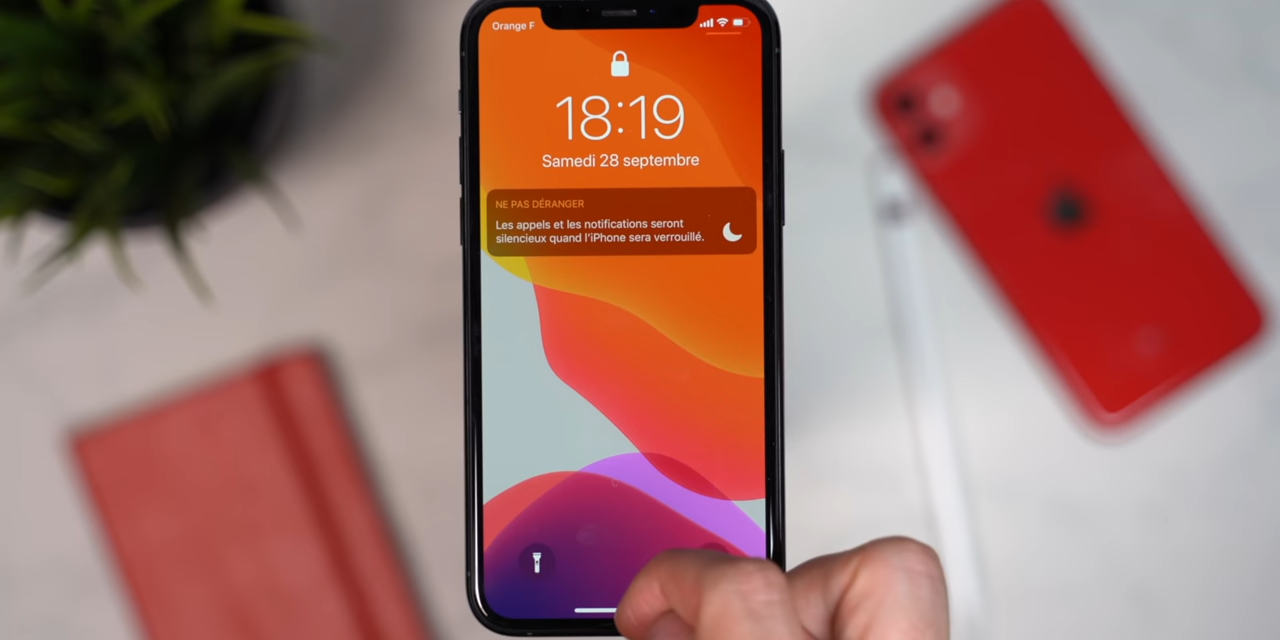 Orange F
18:19
Samedi 28 septembre
NE PAS DÉRANGER
Les appels et les notifications seront
silencieux quand l'iPhone sera verrouillé.